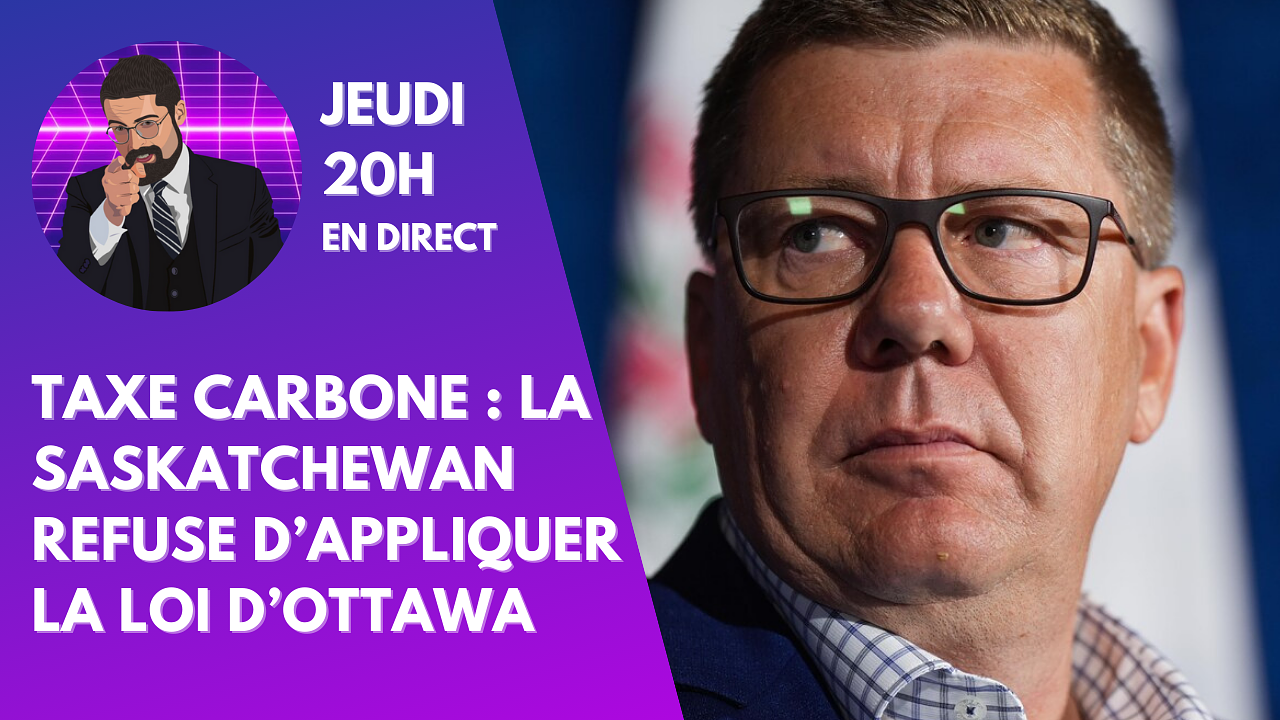 JEUDI
20H
EN DIRECT
TAXE CARBONE : LA
SASKATCHEWAN
REFUSE D’APPLIQUER
LA LOI D’OTTAWA